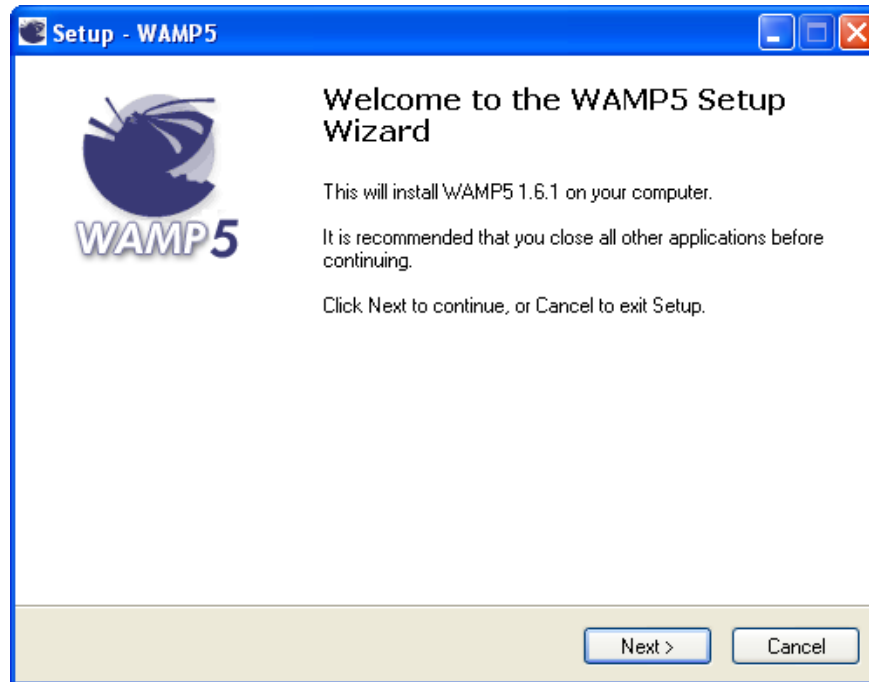 Setup - WAMP5
Welcome to the WAMP5 Setup
Wizard
This will install WAMP5 1.6.1 on your computer.
It is recommended that you close all other applications before
continuing.
Click Next to continue, or Cancel to exit Setup.
WAMP5
Next >
Cancel